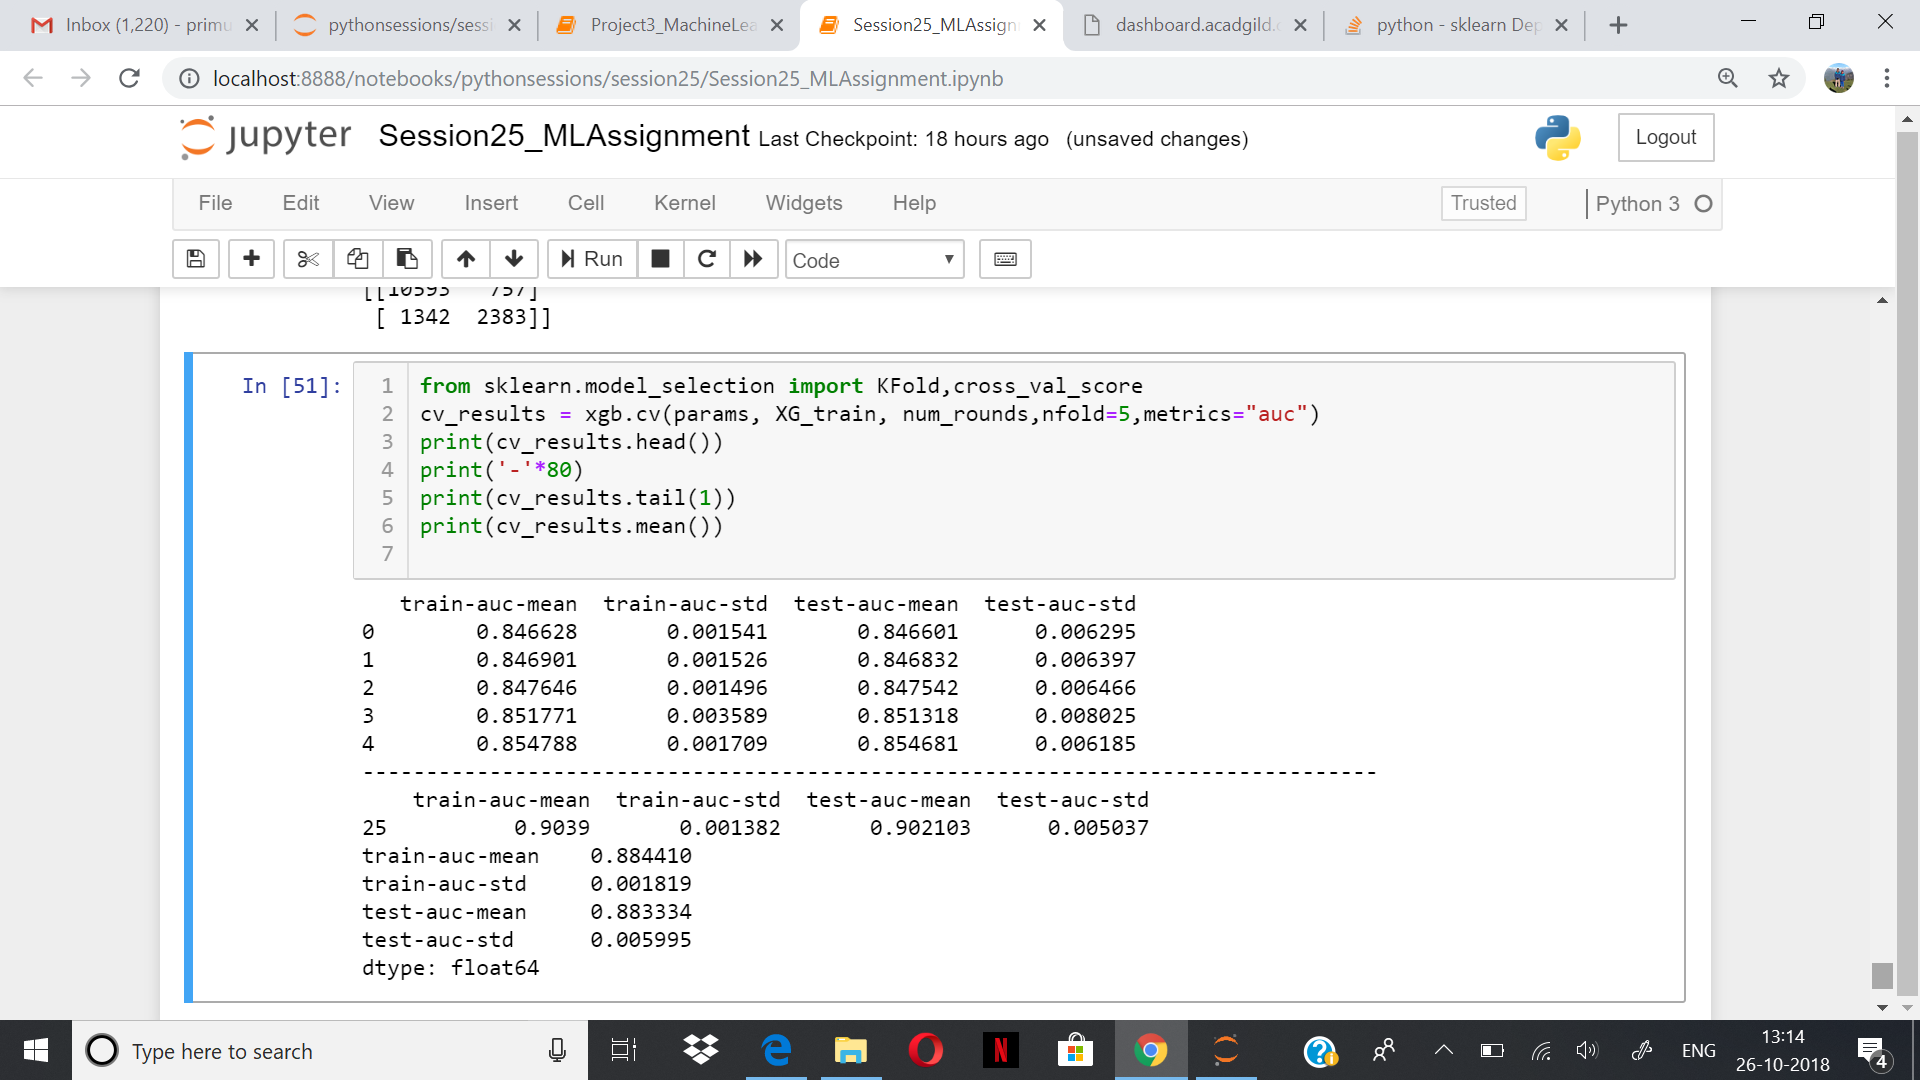 Inbox (1,220) - primu
pythonsessions/sessi
Project3_MachineLea
Session25_MLAssign
dashboard.acadgild.c
python - sklearn Dep
localhost:8888/notebooks/pythonsessions/session25/Session25_MLAssignment.ipynb
jupyter Session25_MLAssignment Last Checkpoint: 18 hours ago (unsaved changes)
Logout
File Edit View Insert Cell Kernel Widgets Help
Trusted
Python 3
Run
Code
[[10593 757]
[ 1342 2383]]
In [51]:
1 from sklearn.model_selection import KFold,cross_val_score
2 cv_results = xgb.cv(params, XG_train, num_rounds,nfold=5,metrics="auc")
3 print(cv_results.head())
4 print('-'*80)
5 print(cv_results.tail(1))
6 print(cv_results.mean())
7
train-auc-mean train-auc-std test-auc-mean test-auc-std
0 0.846628 0.001541 0.846601 0.006295
1 0.846901 0.001526 0.846832 0.006397
2 0.847646 0.001496 0.847542 0.006466
3 0.851771 0.003589 0.851318 0.008025
4 0.854788 0.001709 0.854681 0.006185
--------------------------------------------------------------------------------
train-auc-mean train-auc-std test-auc-mean test-auc-std
25 0.9039 0.001382 0.902103 0.005037
train-auc-mean 0.884410
train-auc-std 0.001819
test-auc-mean 0.883334
test-auc-std 0.005995
dtype: float64
Type here to search
N
ENG
13:14
26-10-2018
4